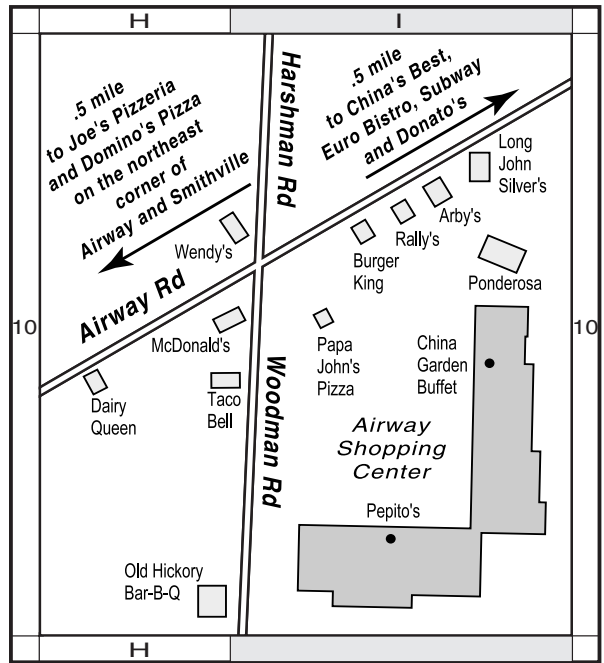 H
I
.5 mile
to Joe's Pizzeria
and Domino's Pizza
on the northeast
corner of
Airway and Smithville
Harshman Rd
.5 mile
to China's Best,
Euro Bistro, Subway
and Donato's
Long
John
Silver's
Arby's
Rally's
Burger
King
Wendy's
Ponderosa
Airway Rd
10
10
McDonald's
Papa
John's
Pizza
China
Garden
Buffet
Woodman Rd
Dairy
Queen
Taco
Bell
Airway
Shopping
Center
Pepito's
Old Hickory
Bar-B-Q
H